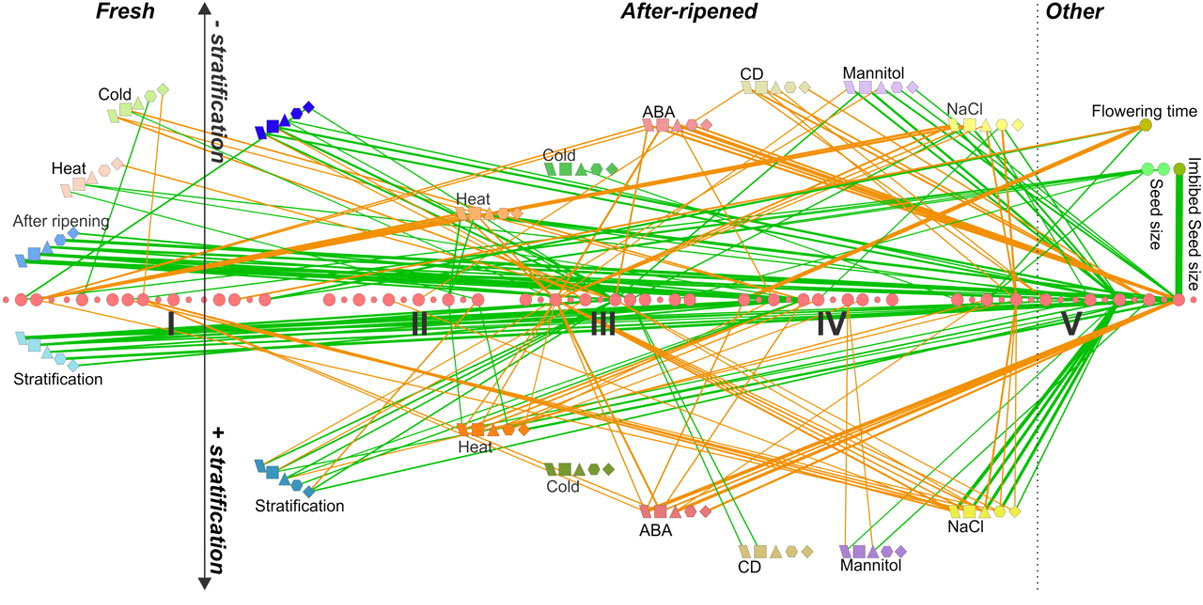 Fresh
After-ripened
Other
- stratification
Cold
CD
Mannitol
ABA
NaCl
Flowering time
Cold
Heat
Heat
Seed size
Imbibed Seed size
After ripening
I
II
III
IV
V
Stratification
+ stratification
Heat
Stratification
Cold
ABA
NaCl
CD
Mannitol